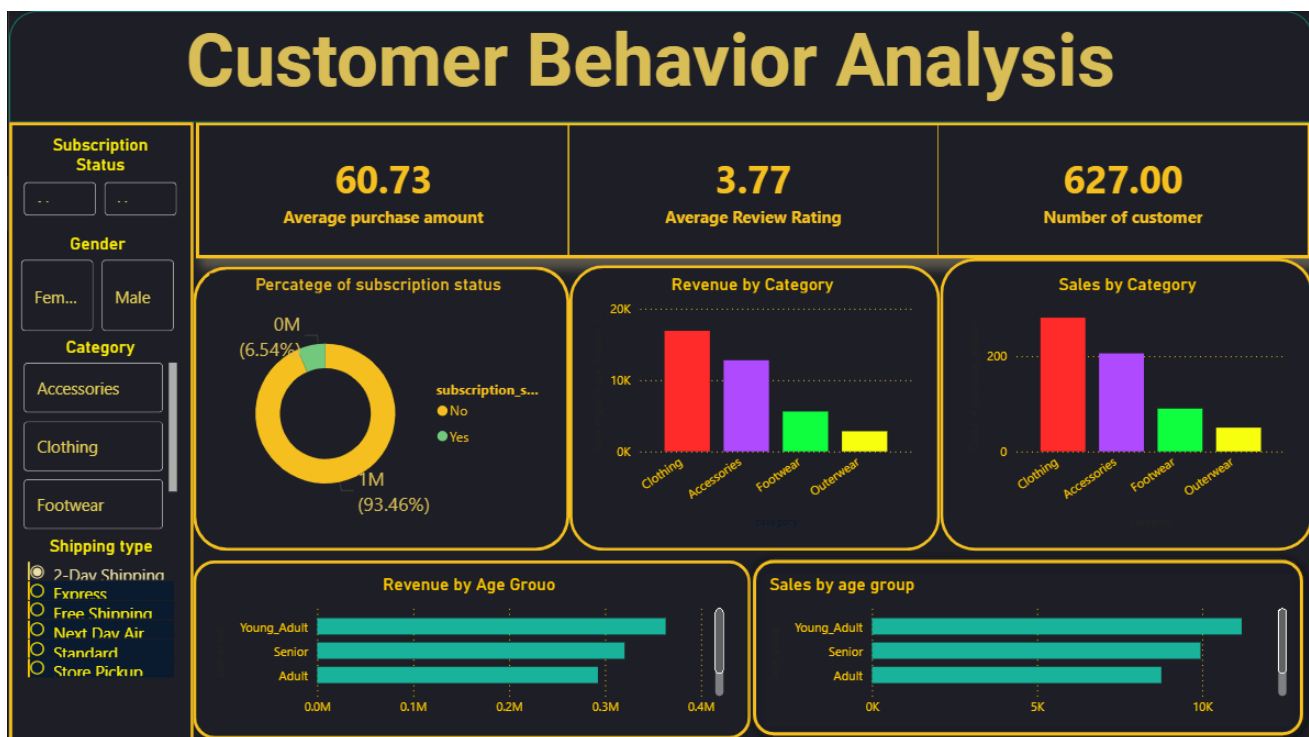 Customer Behavior Analysis
Subscription
Status
. .
. .
Gender
Fem...
Male
Category
Accessories
Clothing
Footwear
Shipping type
2-Day Shipping
Express
Free Shipping
Next Day Air
Standard
Store Pickup
60.73
Average purchase amount
3.77
Average Review Rating
627.00
Number of customer
Percatege of subscription status
0M
(6.54%)
1M
(93.46%)
subscription_s...
No
Yes
Revenue by Category
20K
10K
0K
Clothing
Accessories
Footwear
Outerwear
category
Sales by Category
200
0
Clothing
Accessories
Footwear
Outerwear
Revenue by Age Grouo
Young_Adult
Senior
Adult
0.0M
0.1M
0.2M
0.3M
0.4M
Sales by age group
Young_Adult
Senior
Adult
0K
5K
10K